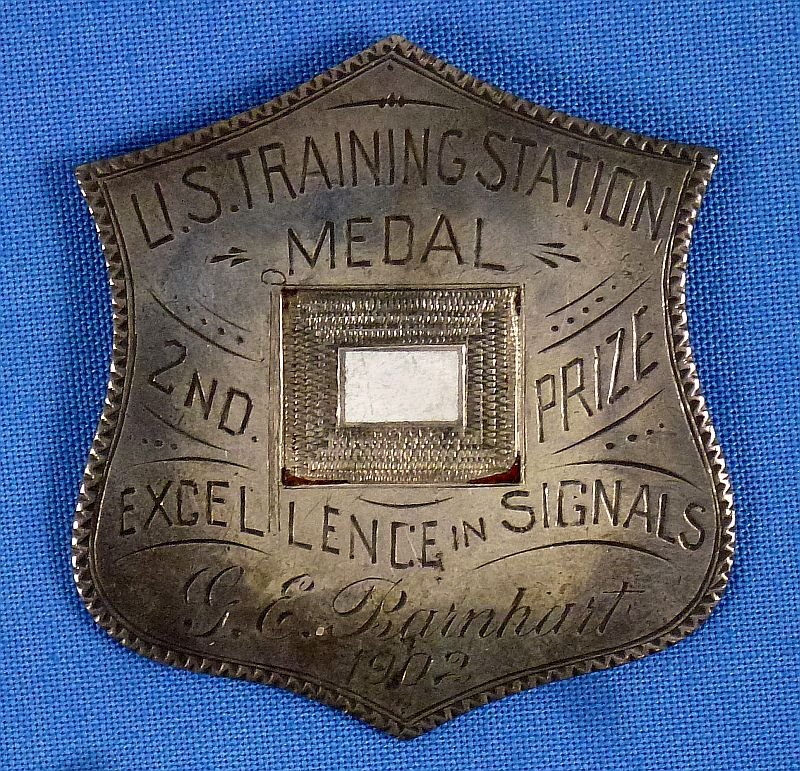 U.S. TRAINING STATION
MEDAL
2ND. PRIZE
EXCELLENCE IN SIGNALS
G. E. Barnhart
1902